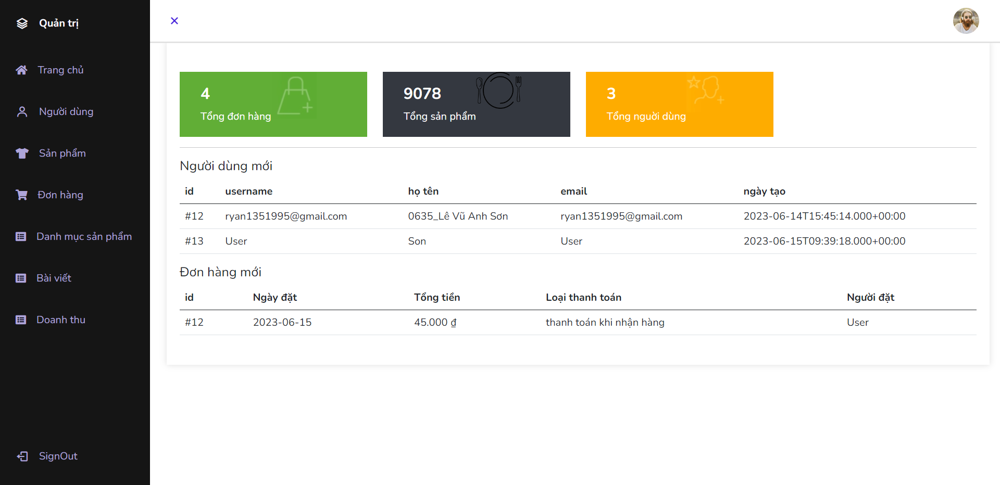 Quản trị
Trang chủ
Người dùng
Sản phẩm
Đơn hàng
Danh mục sản phẩm
Bài viết
Doanh thu
SignOut
4
Tổng đơn hàng
9078
Tổng sản phẩm
3
Tổng nguời dùng
Người dùng mới
id username họ tên email ngày tạo
#12 ryan1351995@gmail.com 0635_Lê Vũ Anh Sơn ryan1351995@gmail.com 2023-06-14T15:45:14.000+00:00
#13 User Son User 2023-06-15T09:39:18.000+00:00
Đơn hàng mới
id Ngày đặt Tổng tiền Loại thanh toán Người đặt
#12 2023-06-15 45.000 ₫ thanh toán khi nhận hàng User